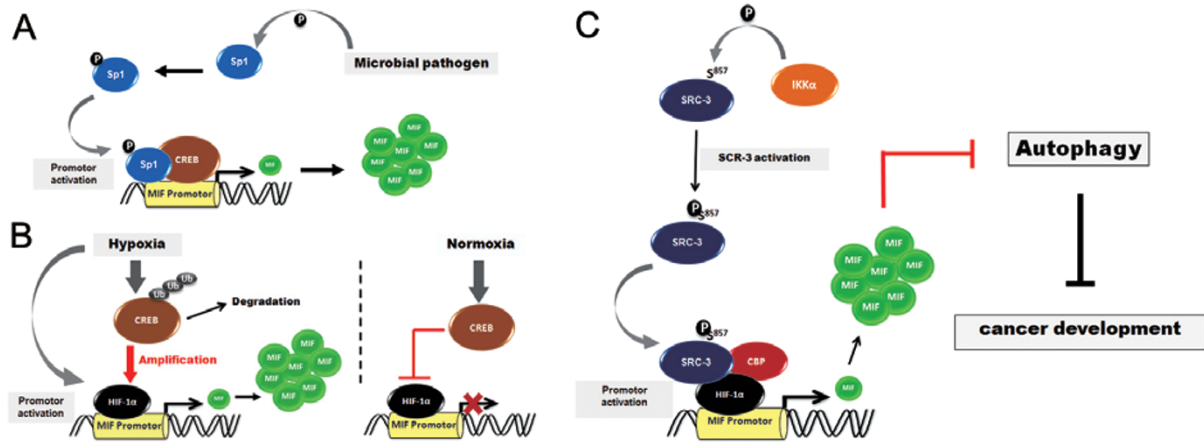 A
P
Sp1
Microbial pathogen
P
Sp1
P
Sp1
CREB
Promotor
activation
MIF
MIF Promotor
MIF
MIF
MIF
MIF
MIF
MIF
MIF
MIF
B
Hypoxia
Normoxia
Ub
Ub
Ub
CREB
Degradation
CREB
Amplification
Promotor
activation
HIF-1α
MIF
MIF Promotor
MIF
MIF
MIF
MIF
MIF
MIF
MIF
MIF
HIF-1α
MIF Promotor
C
P
S857
SRC-3
IKKα
SCR-3 activation
P
S857
SRC-3
P
S857
SRC-3
CBP
HIF-1α
Promotor
activation
MIF Promotor
MIF
MIF
MIF
MIF
MIF
MIF
MIF
MIF
MIF
Autophagy
cancer development